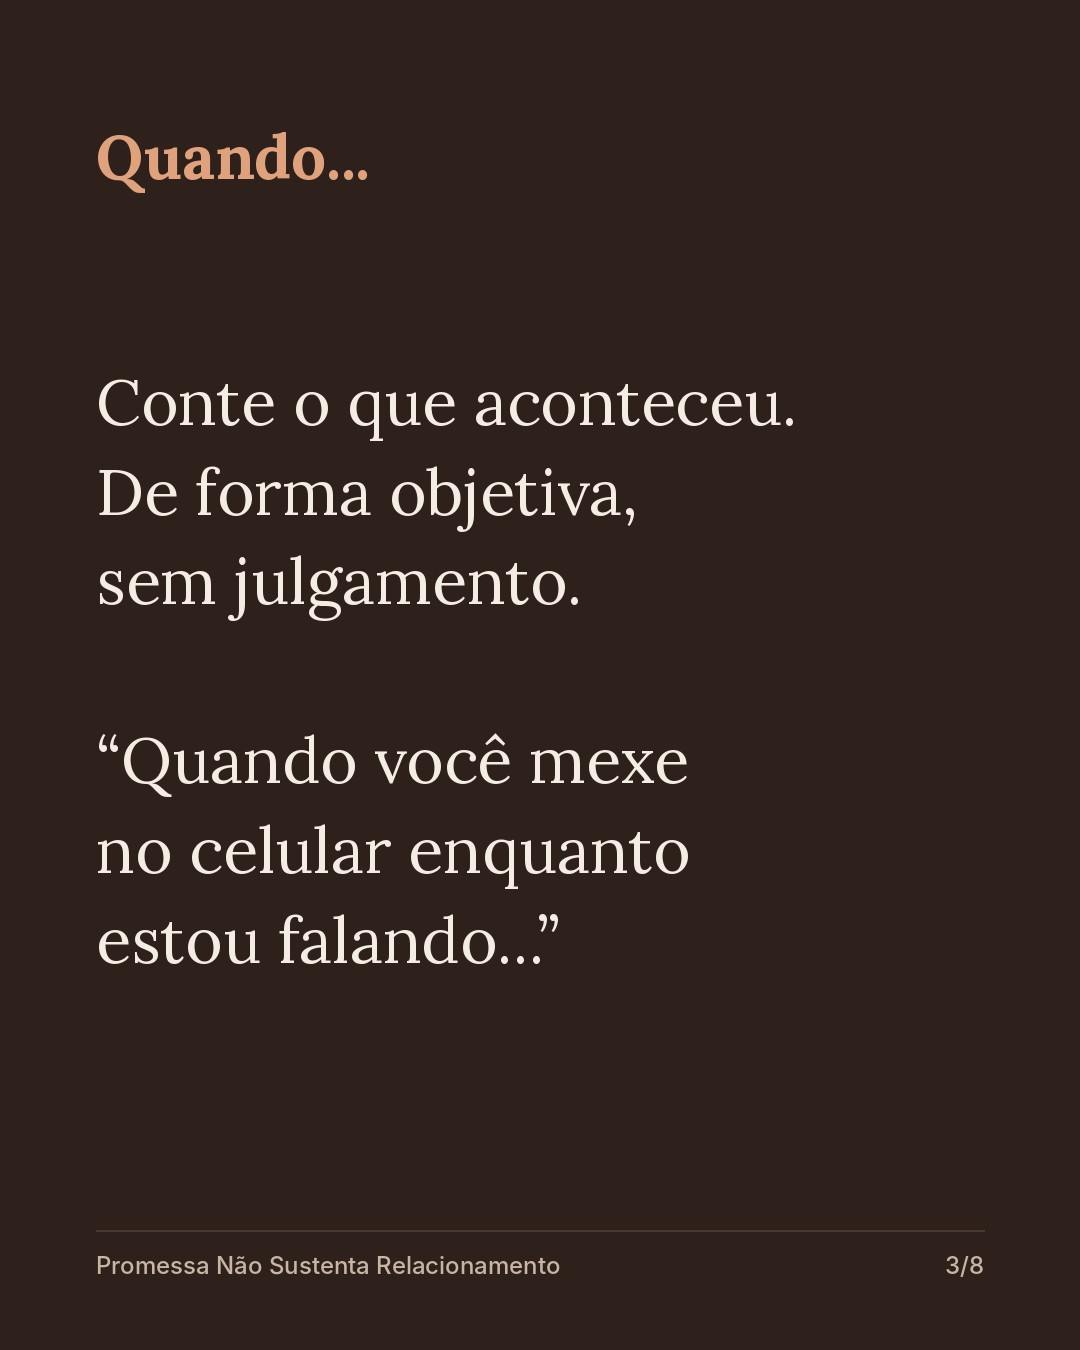 Quando...
Conte o que aconteceu.
De forma objetiva,
sem julgamento.
“Quando você mexe
no celular enquanto
estou falando...”
Promessa Não Sustenta Relacionamento
3/8